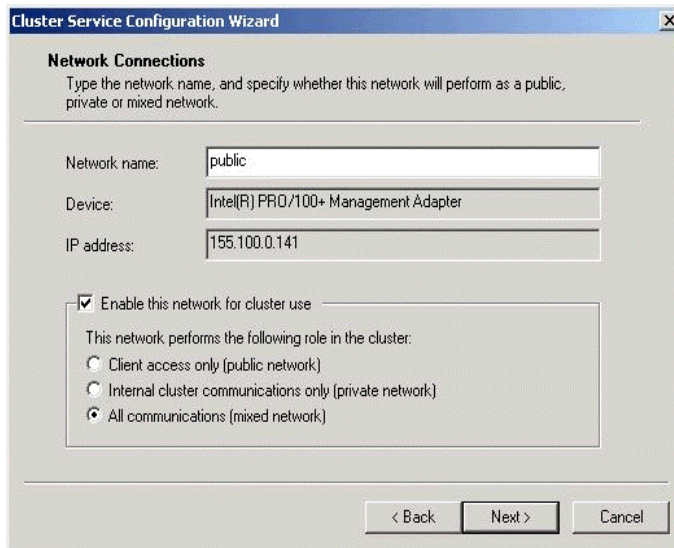 Cluster Service Configuration Wizard
Network Connections
Type the network name, and specify whether this network will perform as a public,
private or mixed network.
Network name: public
Device: Intel(R) PRO/100+ Management Adapter
IP address: 155.100.0.141
Enable this network for cluster use
This network performs the following role in the cluster:
Client access only (public network)
Internal cluster communications only (private network)
All communications (mixed network)
< Back Next > Cancel